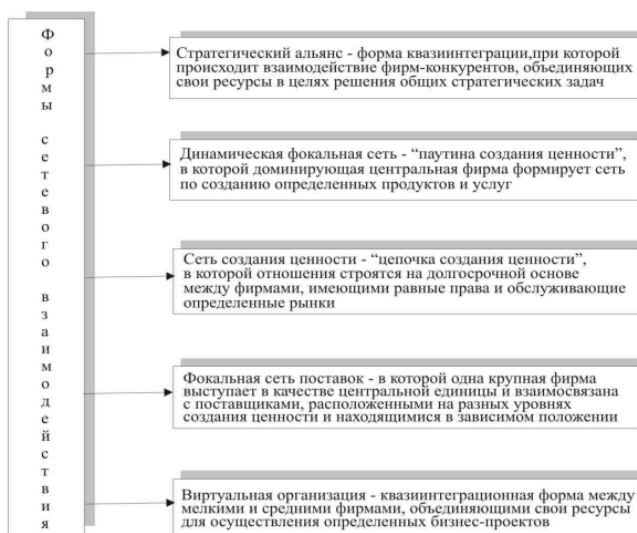 Формы сетевого взаимодействия
Стратегический альянс - форма квазиинтеграции,при которой
происходит взаимодействие фирм-конкурентов, объединяющих
свои ресурсы в целях решения общих стратегических задач
Динамическая фокальная сеть - “паутина создания ценности”,
в которой доминирующая центральная фирма формирует сеть
по созданию определенных продуктов и услуг
Сеть создания ценности - “цепочка создания ценности”,
в которой отношения строятся на долгосрочной основе
между фирмами, имеющими равные права и обслуживающие
определенные рынки
Фокальная сеть поставок - в которой одна крупная фирма
выступает в качестве центральной единицы и взаимосвязана
с поставщиками, расположенными на разных уровнях
создания ценности и находящимися в зависимом положении
Виртуальная организация - квазиинтеграционная форма между
мелкими и средними фирмами, объединяющими свои ресурсы
для осуществления определенных бизнес-проектов